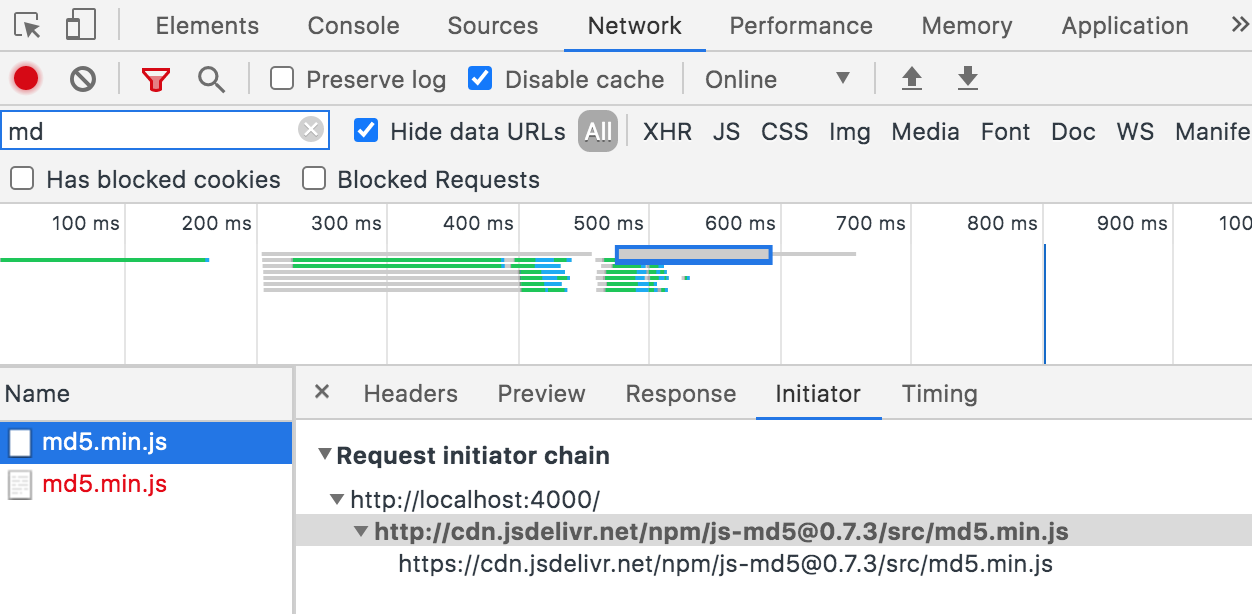 Elements Console Sources Network Performance Memory Application
Preserve log Disable cache Online
md Hide data URLs All XHR JS CSS Img Media Font Doc WS Manife
Has blocked cookies Blocked Requests
100 ms 200 ms 300 ms 400 ms 500 ms 600 ms 700 ms 800 ms 900 ms 100
Name Headers Preview Response Initiator Timing
md5.min.js
md5.min.js
Request initiator chain
http://localhost:4000/
http://cdn.jsdelivr.net/npm/js-md5@0.7.3/src/md5.min.js
https://cdn.jsdelivr.net/npm/js-md5@0.7.3/src/md5.min.js